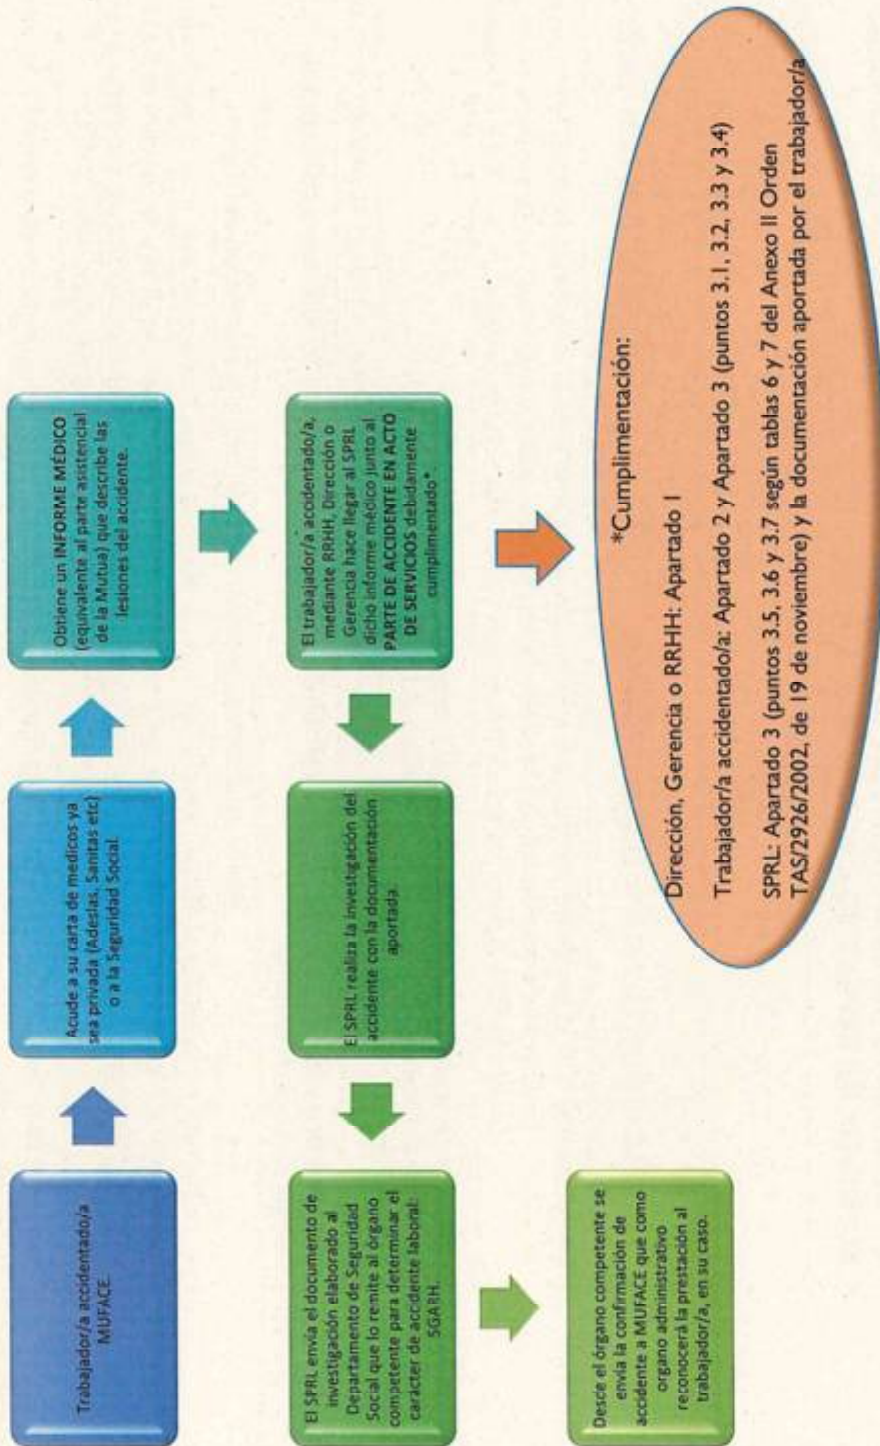 Trabajador/a accidentado/a
MUFACE.
Acude a su carta de medicos ya
sea privada (Adeslas, Sanitas etc)
o a la Seguridad Social.
Obtiene un INFORME MÉDICO
(equivalente al parte asistencial
de la Mutua) que describe las
lesiones del accidente.
El trabajador/a accidentado/a,
mediante RRHH, Dirección o
Gerencia hace llegar al SPRL
dicho informe médico junto al
PARTE DE ACCIDENTE EN ACTO
DE SERVICIOS debidamente
cumplimentado*.
El SPRL realiza la investigación del
accidente con la documentación
aportada.
El SPRL envía el documento de
investigación elaborado al
Departamento de Seguridad
Social que lo remite al órgano
competente para determinar el
carácter de accidente laboral:
SGARH.
Desde el órgano competente se
envía la confirmación de
accidente a MUFACE que como
organo administrativo
reconocerá la prestación al
trabajador/a, en su caso.
*Cumplimentación:
Dirección, Gerencia o RRHH: Apartado 1
Trabajador/a accidentado/a: Apartado 2 y Apartado 3 (puntos 3.1, 3.2, 3.3 y 3.4)
SPRL: Apartado 3 (puntos 3.5, 3.6 y 3.7 según tablas 6 y 7 del Anexo II Orden
TAS/2926/2002, de 19 de noviembre) y la documentación aportada por el trabajador/a